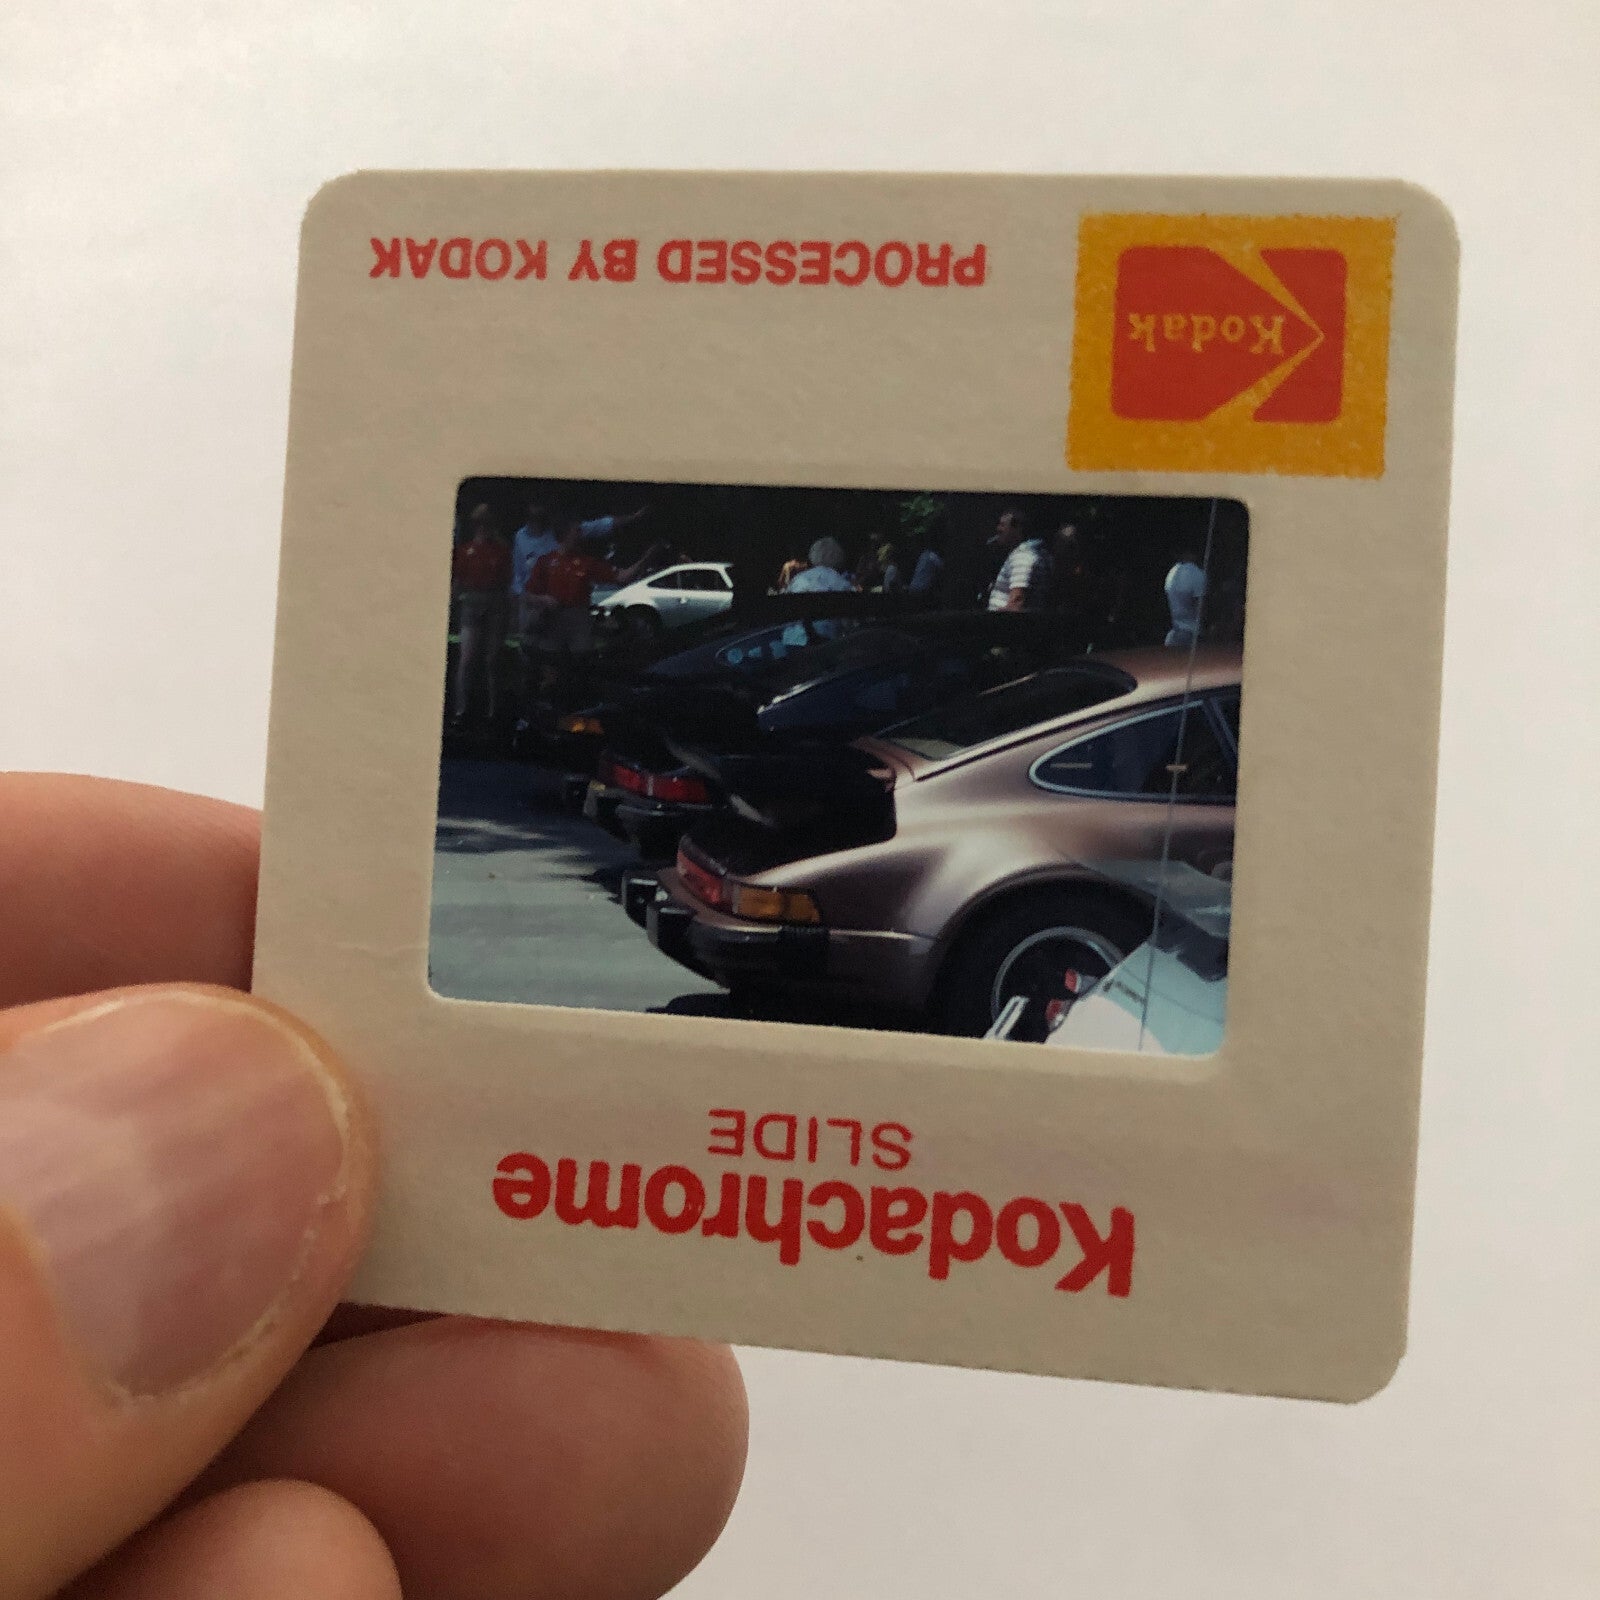 Kodachrome
SLIDE
Kodak
PROCESSED BY KODAK